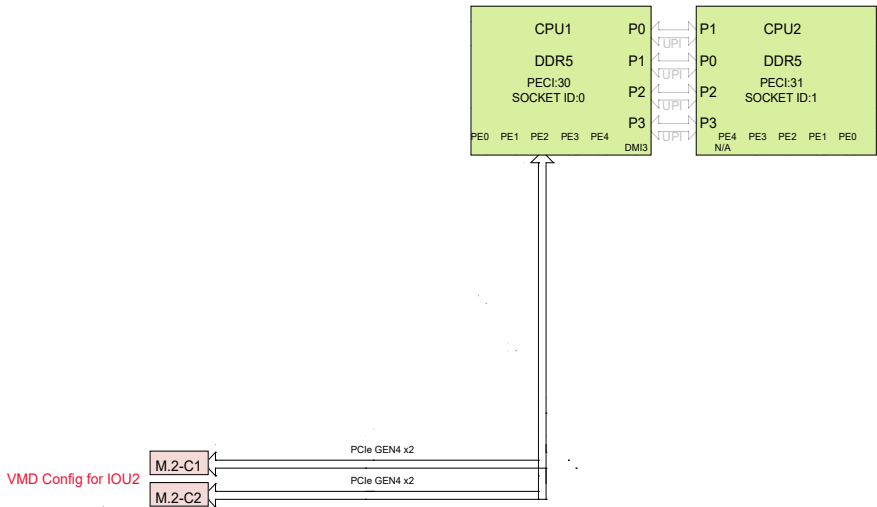 CPU1
P0
P1
CPU2
UPI
DDR5
P1
P0
DDR5
UPI
PECI:30
SOCKET ID:0
P2
P2
PECI:31
SOCKET ID:1
UPI
P3
P3
PE0 PE1 PE2 PE3 PE4
UPI
PE4 PE3 PE2 PE1 PE0
DMI3
N/A
PCIe GEN4 x2
M.2-C1
VMD Config for IOU2
PCIe GEN4 x2
M.2-C2